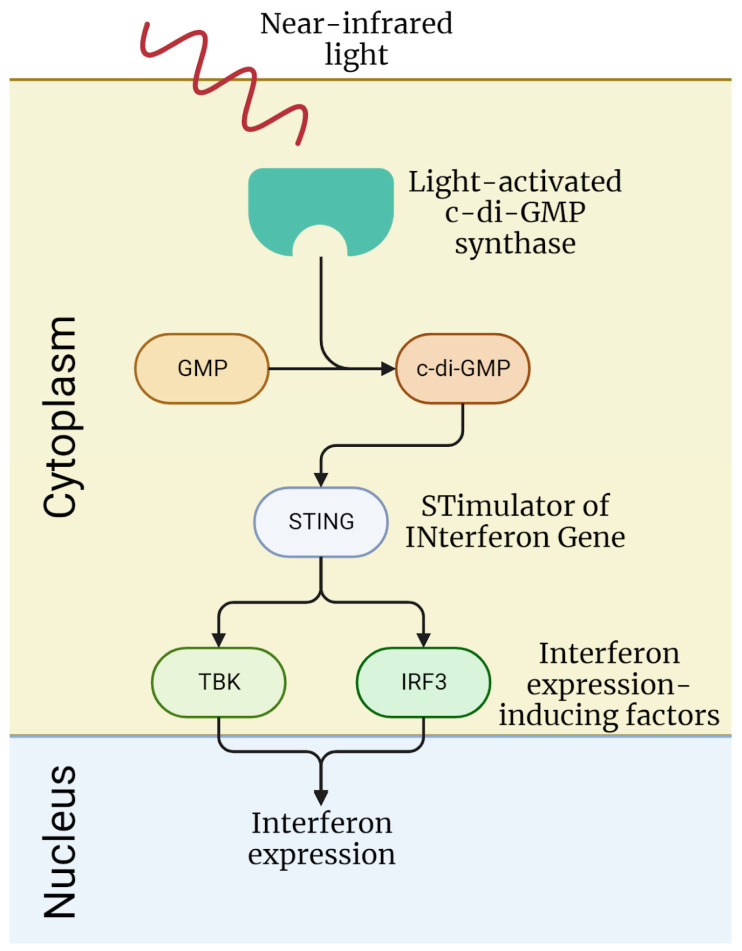 Near-infrared
light
Light-activated
c-di-GMP
synthase
Cytoplasm
GMP
c-di-GMP
STING
STimulator of
INterferon Gene
TBK
IRF3
Interferon
expression-
inducing factors
Nucleus
Interferon
expression